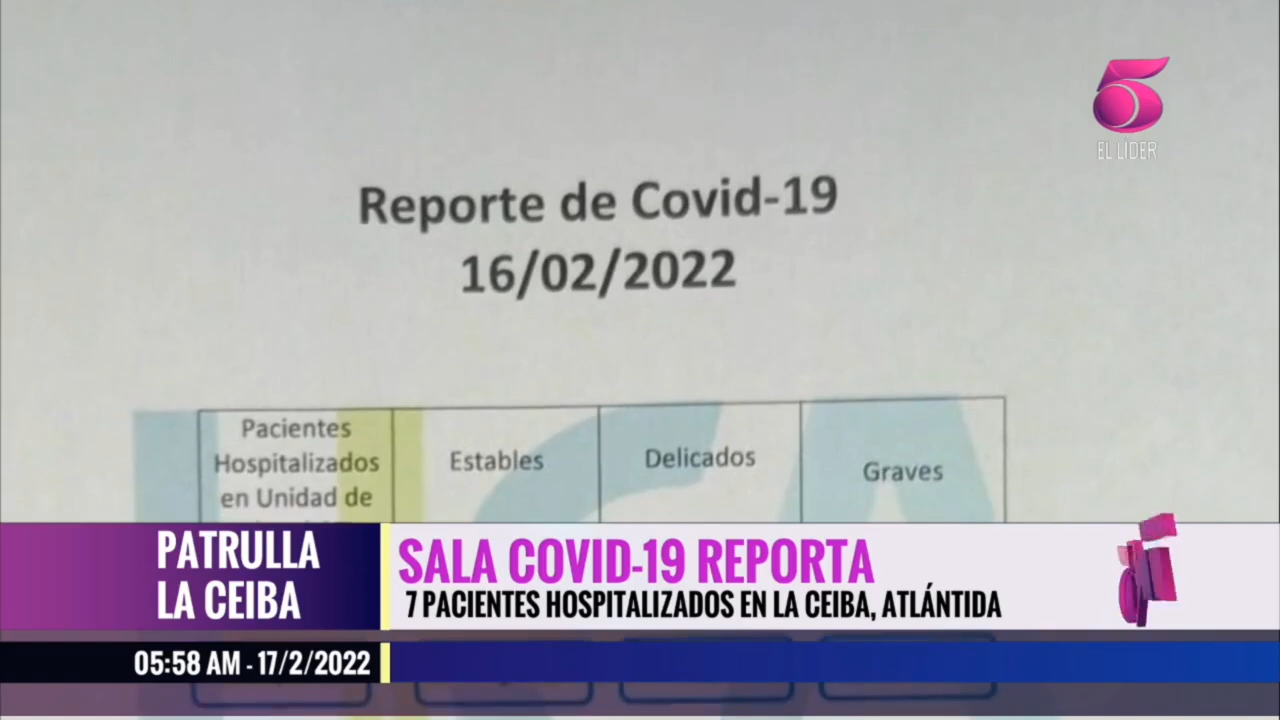 5
EL LIDER
Reporte de Covid-19
16/02/2022
Pacientes
Hospitalizados
en Unidad de
Estables
Delicados
Graves
PATRULLA
LA CEIBA
SALA COVID-19 REPORTA
7 PACIENTES HOSPITALIZADOS EN LA CEIBA, ATLÁNTIDA
05:58 AM - 17/2/2022